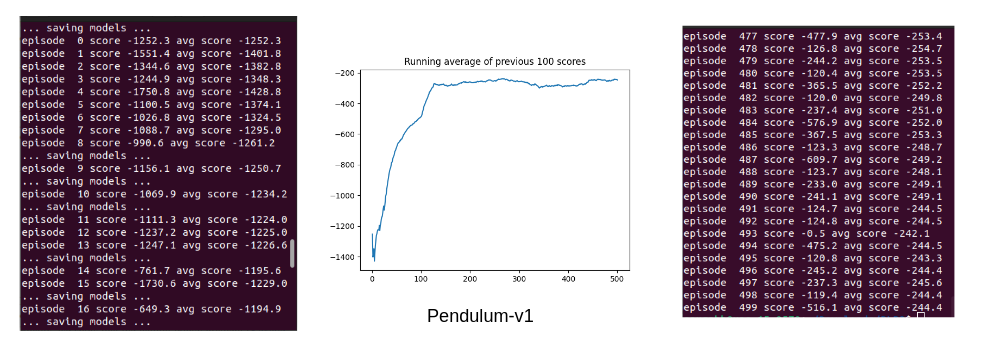 ... saving models ...
episode  0 score -1252.3 avg score -1252.3
episode  1 score -1551.4 avg score -1401.8
episode  2 score -1344.6 avg score -1382.8
episode  3 score -1244.9 avg score -1348.3
episode  4 score -1750.8 avg score -1428.8
episode  5 score -1100.5 avg score -1374.1
episode  6 score -1026.8 avg score -1324.5
episode  7 score -1088.7 avg score -1295.0
episode  8 score -990.6 avg score -1261.2
... saving models ...
episode  9 score -1156.1 avg score -1250.7
... saving models ...
episode  10 score -1069.9 avg score -1234.2
... saving models ...
episode  11 score -1111.3 avg score -1224.0
episode  12 score -1237.2 avg score -1225.0
episode  13 score -1247.1 avg score -1226.6
... saving models ...
episode  14 score -761.7 avg score -1195.6
episode  15 score -1730.6 avg score -1229.0
... saving models ...
episode  16 score -649.3 avg score -1194.9
... saving models ...
Running average of previous 100 scores
−200
−400
−600
−800
−1000
−1200
−1400
0 100 200 300 400 500
Pendulum-v1
episode  477 score -477.9 avg score -253.4
episode  478 score -126.8 avg score -254.7
episode  479 score -244.2 avg score -253.5
episode  480 score -120.4 avg score -253.5
episode  481 score -365.5 avg score -252.2
episode  482 score -120.0 avg score -249.8
episode  483 score -237.4 avg score -251.0
episode  484 score -576.9 avg score -252.0
episode  485 score -367.5 avg score -253.3
episode  486 score -123.3 avg score -248.7
episode  487 score -609.7 avg score -249.2
episode  488 score -123.7 avg score -248.1
episode  489 score -233.0 avg score -249.1
episode  490 score -241.1 avg score -249.1
episode  491 score -124.7 avg score -244.5
episode  492 score -124.8 avg score -244.5
episode  493 score -0.5 avg score -242.1
episode  494 score -475.2 avg score -244.5
episode  495 score -120.8 avg score -243.3
episode  496 score -245.2 avg score -244.4
episode  497 score -237.3 avg score -245.6
episode  498 score -119.4 avg score -244.4
episode  499 score -516.1 avg score -244.4